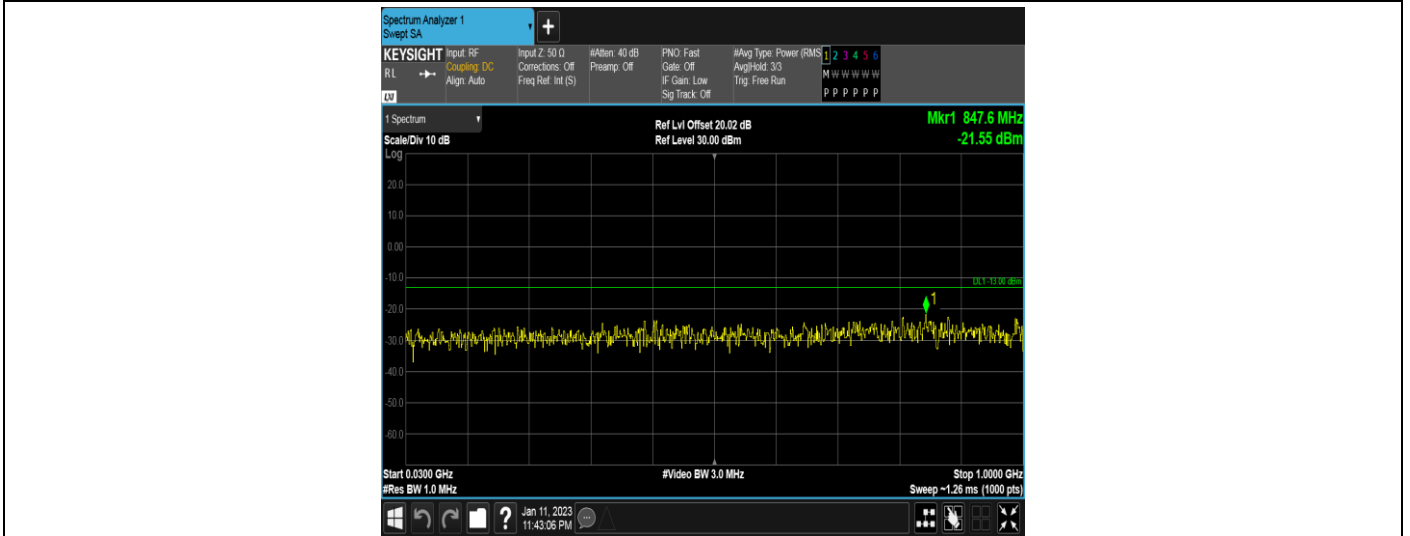 Spectrum Analyzer 1
Swept SA
+
KEYSIGHT
RL
LXI
Input: RF
Coupling: DC
Align: Auto
Input Z: 50 Ω
Corrections: Off
Freq Ref: Int (S)
#Atten: 40 dB
Preamp: Off
PNO: Fast
Gate: Off
IF Gain: Low
Sig Track: Off
#Avg Type: Power (RMS
Avg|Hold: 3/3
Trig: Free Run
1 2 3 4 5 6
M W W W W W
P P P P P P
1 Spectrum
Scale/Div 10 dB
Ref Lvl Offset 20.02 dB
Ref Level 30.00 dBm
Mkr1 847.6 MHz
-21.55 dBm
Log
20.0
10.0
0.00
-10.0
DL1 -13.00 dBm
1
-20.0
-30.0
-40.0
-50.0
-60.0
Start 0.0300 GHz
#Res BW 1.0 MHz
#Video BW 3.0 MHz
Stop 1.0000 GHz
Sweep ~1.26 ms (1000 pts)
?
Jan 11, 2023
11:43:06 PM